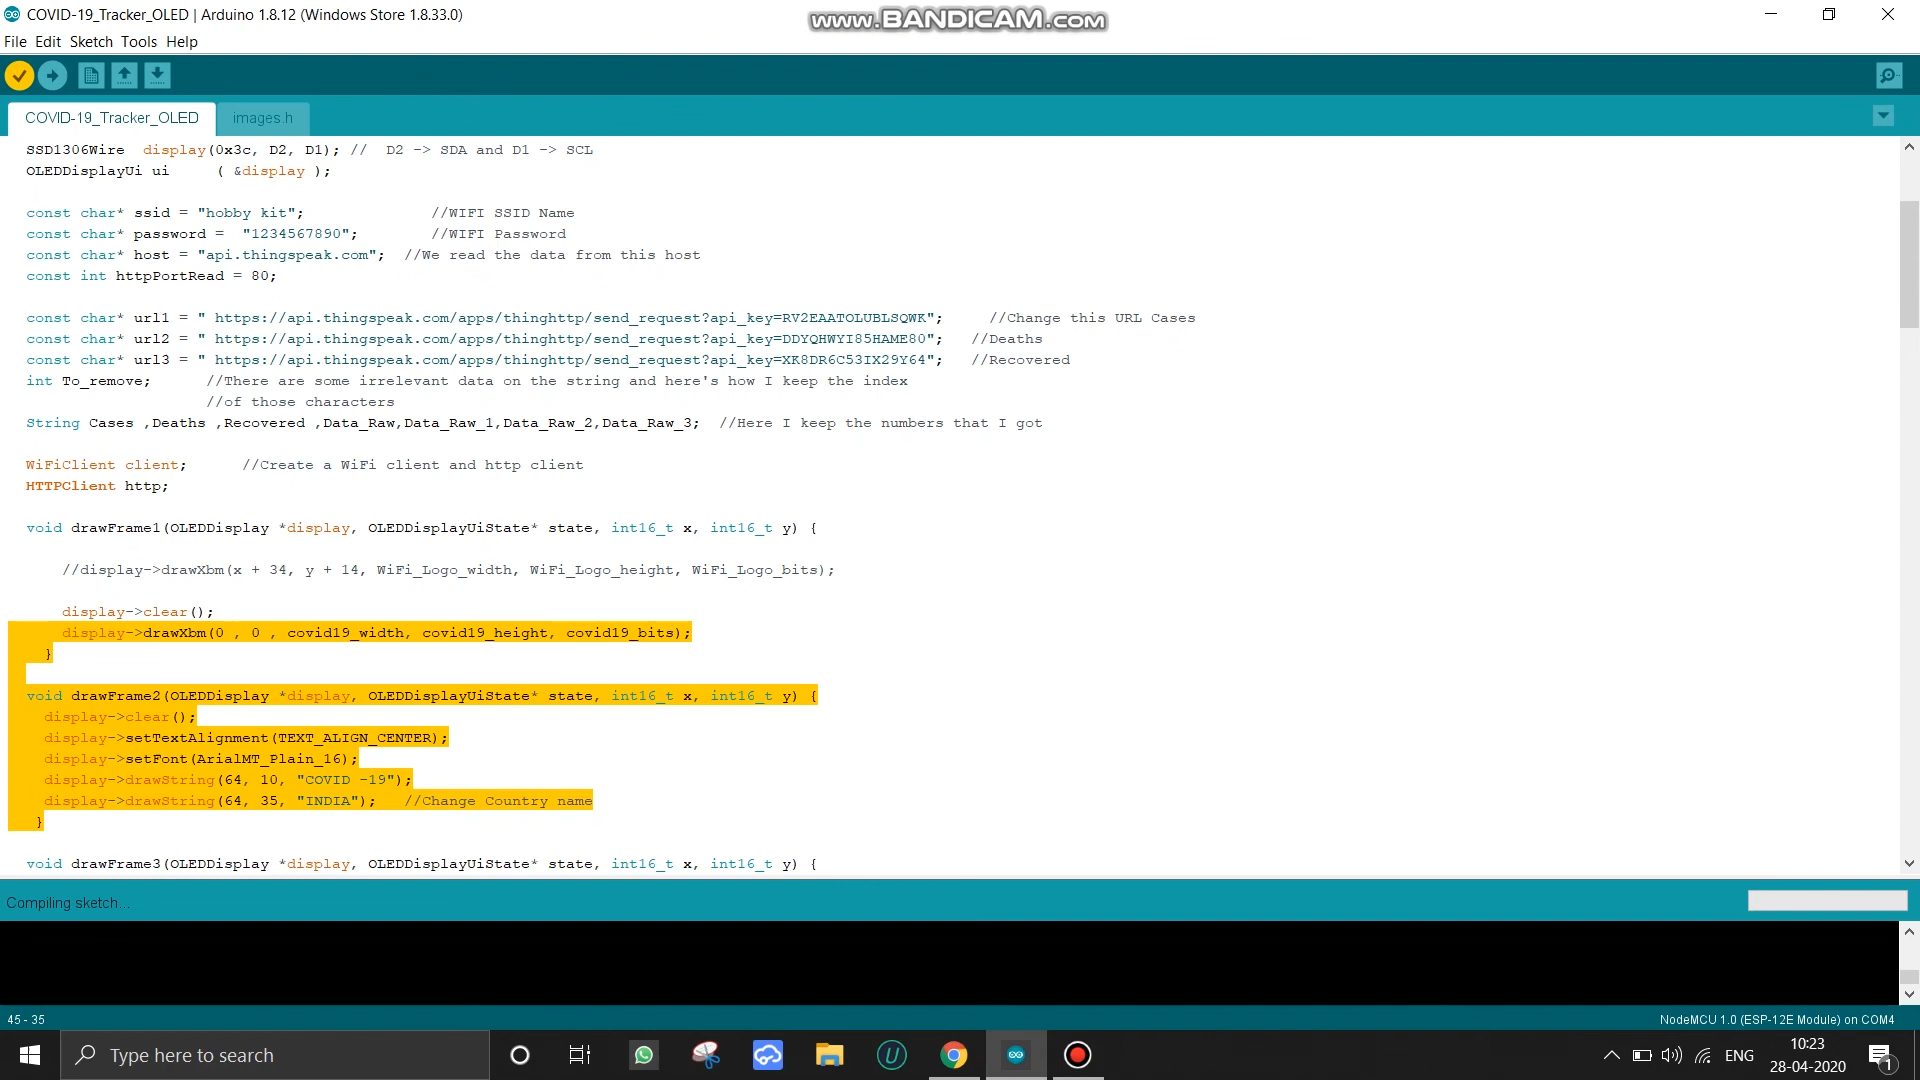 COVID-19_Tracker_OLED | Arduino 1.8.12 (Windows Store 1.8.33.0)
www.BANDICAM.com
File Edit Sketch Tools Help
COVID-19_Tracker_OLED
images.h
SSD1306Wire  display(0x3c, D2, D1); //  D2 -> SDA and D1 -> SCL
OLEDDisplayUi ui     ( &display );
const char* ssid = "hobby kit";              //WIFI SSID Name
const char* password =  "1234567890";        //WIFI Password
const char* host = "api.thingspeak.com";  //We read the data from this host
const int httpPortRead = 80;
const char* url1 = " https://api.thingspeak.com/apps/thinghttp/send_request?api_key=RV2EAATOLUBLSQWK";     //Change this URL Cases
const char* url2 = " https://api.thingspeak.com/apps/thinghttp/send_request?api_key=DDYQHWYI85HAME80";   //Deaths
const char* url3 = " https://api.thingspeak.com/apps/thinghttp/send_request?api_key=XK8DR6C53IX29Y64";   //Recovered
int To_remove;      //There are some irrelevant data on the string and here's how I keep the index
//of those characters
String Cases ,Deaths ,Recovered ,Data_Raw,Data_Raw_1,Data_Raw_2,Data_Raw_3;  //Here I keep the numbers that I got
WiFiClient client;      //Create a WiFi client and http client
HTTPClient http;
void drawFrame1(OLEDDisplay *display, OLEDDisplayUiState* state, int16_t x, int16_t y) {
//display->drawXbm(x + 34, y + 14, WiFi_Logo_width, WiFi_Logo_height, WiFi_Logo_bits);
display->clear();
display->drawXbm(0 , 0 , covid19_width, covid19_height, covid19_bits);
}
void drawFrame2(OLEDDisplay *display, OLEDDisplayUiState* state, int16_t x, int16_t y) {
display->clear();
display->setTextAlignment(TEXT_ALIGN_CENTER);
display->setFont(ArialMT_Plain_16);
display->drawString(64, 10, "COVID -19");
display->drawString(64, 35, "INDIA");   //Change Country name
}
void drawFrame3(OLEDDisplay *display, OLEDDisplayUiState* state, int16_t x, int16_t y) {
Compiling sketch...
45 - 35
NodeMCU 1.0 (ESP-12E Module) on COM4
Type here to search
U
ENG
10:23
28-04-2020
1